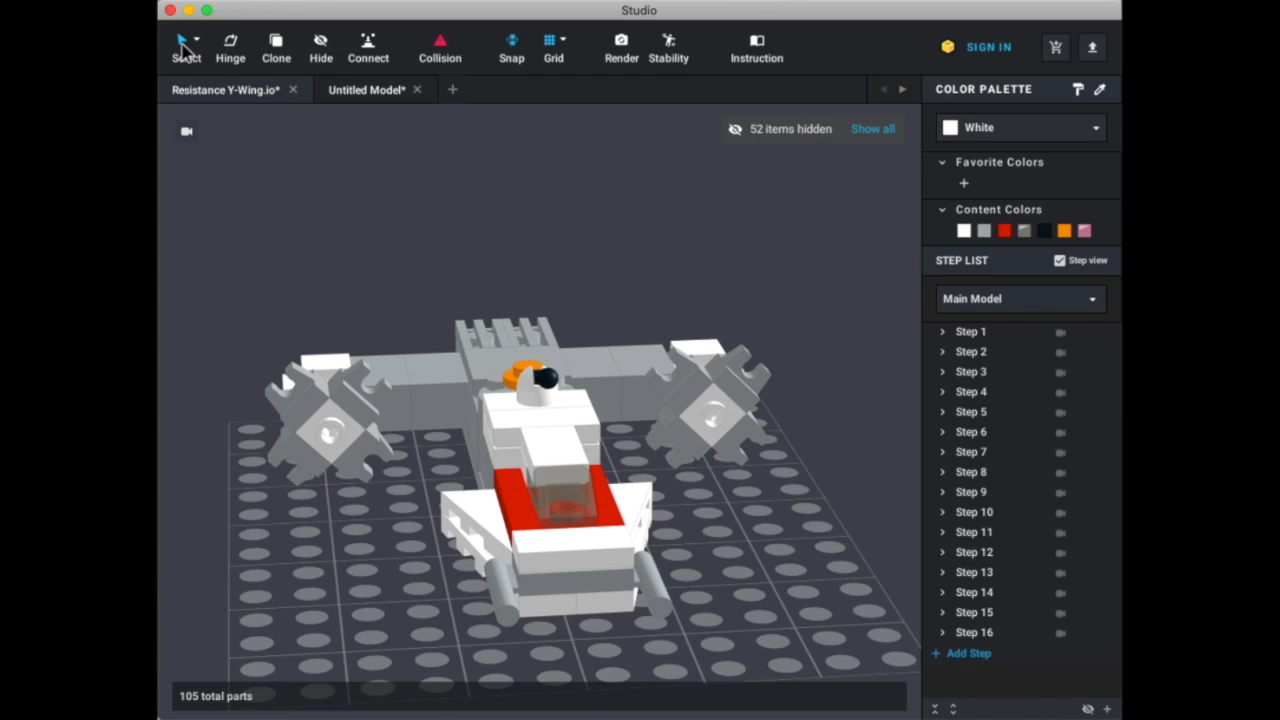 Studio
Select Hinge Clone Hide Connect Collision Snap Grid Render Stability Instruction SIGN IN
Resistance Y-Wing.io* Untitled Model* COLOR PALETTE
52 items hidden Show all White
Favorite Colors
Content Colors
STEP LIST Step view
Main Model
Step 1
Step 2
Step 3
Step 4
Step 5
Step 6
Step 7
Step 8
Step 9
Step 10
Step 11
Step 12
Step 13
Step 14
Step 15
Step 16
+ Add Step
105 total parts